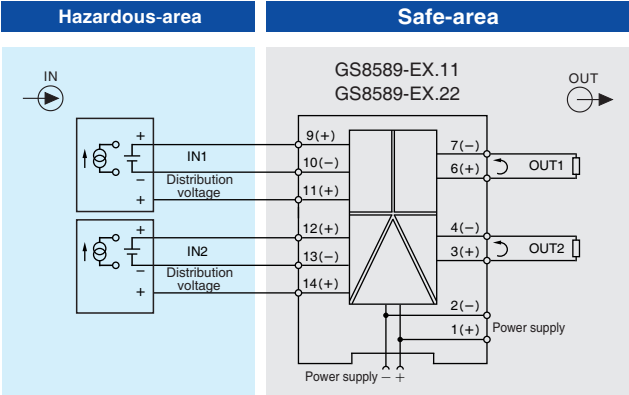 Hazardous-area
Safe-area
IN
GS8589-EX.11
GS8589-EX.22
OUT
+
IN1
−
Distribution
voltage
+
9(+)
10(−)
11(+)
7(−)
6(+)
OUT1
+
IN2
−
Distribution
voltage
+
12(+)
13(−)
14(+)
4(−)
3(+)
OUT2
2(−)
1(+)
Power supply
Power supply − +